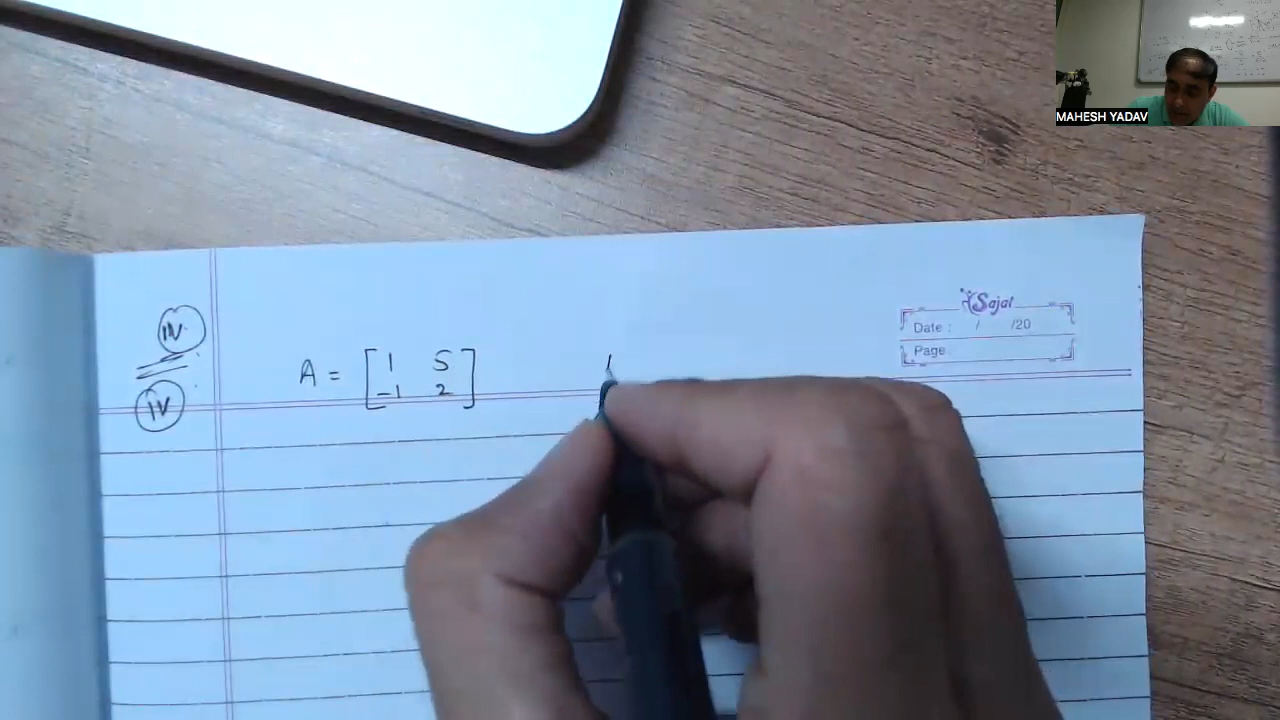 MAHESH YADAV
Sajal
Date : / /20
Page
IV
A = [ 1 5
-1 2 ]
IV